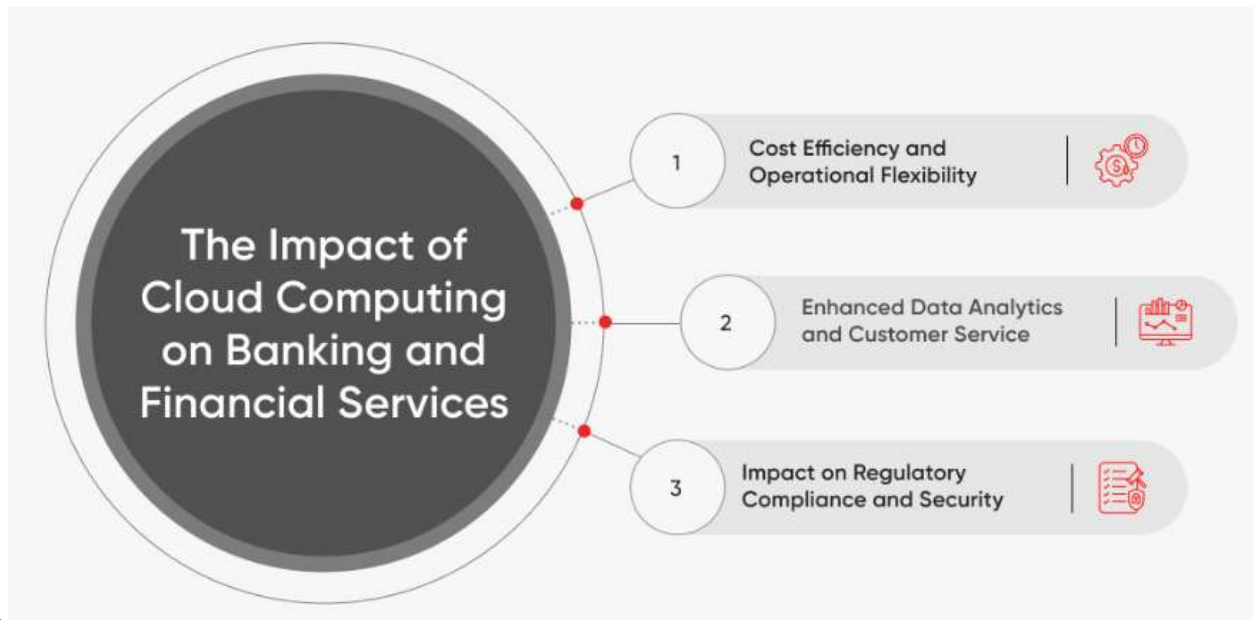 The Impact of
Cloud Computing
on Banking and
Financial Services
1
Cost Efficiency and
Operational Flexibility
2
Enhanced Data Analytics
and Customer Service
3
Impact on Regulatory
Compliance and Security